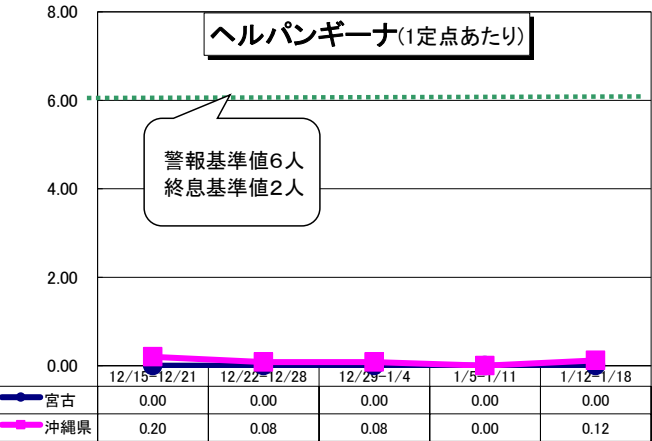 8.00
ヘルパンギーナ(1定点あたり)
6.00
警報基準値6人
終息基準値2人
4.00
2.00
0.00
12/15-12/21 12/22-12/28 12/29-1/4 1/5-1/11 1/12-1/18
宮古 0.00 0.00 0.00 0.00 0.00
沖縄県 0.20 0.08 0.08 0.00 0.12